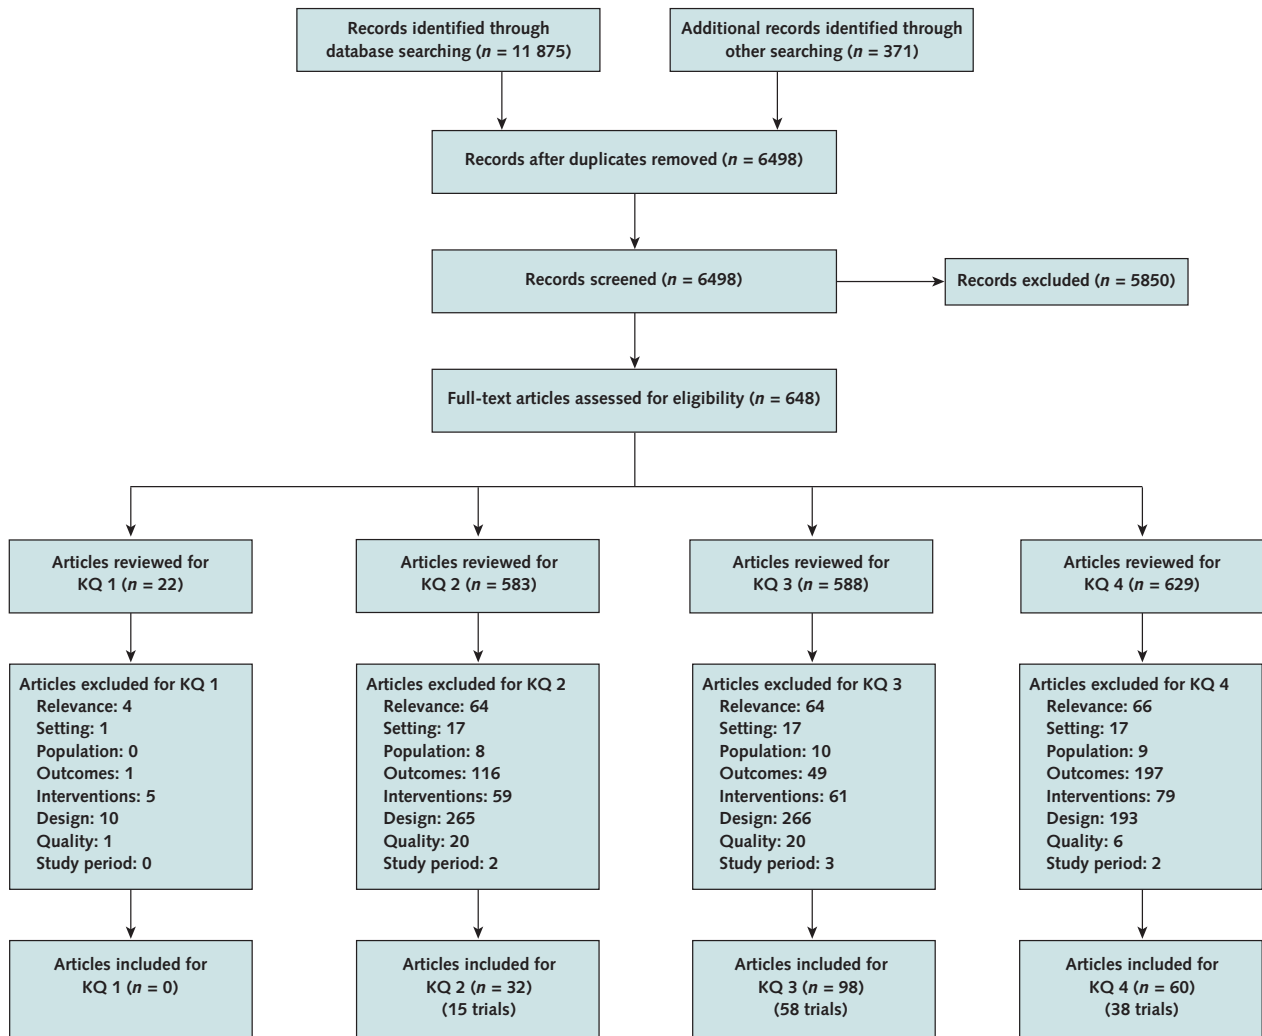 Records identified through
database searching (n = 11 875)
Additional records identified through
other searching (n = 371)
Records after duplicates removed (n = 6498)
Records screened (n = 6498)
Records excluded (n = 5850)
Full-text articles assessed for eligibility (n = 648)
Articles reviewed for
KQ 1 (n = 22)
Articles reviewed for
KQ 2 (n = 583)
Articles reviewed for
KQ 3 (n = 588)
Articles reviewed for
KQ 4 (n = 629)
Articles excluded for KQ 1
Relevance: 4
Setting: 1
Population: 0
Outcomes: 1
Interventions: 5
Design: 10
Quality: 1
Study period: 0
Articles excluded for KQ 2
Relevance: 64
Setting: 17
Population: 8
Outcomes: 116
Interventions: 59
Design: 265
Quality: 20
Study period: 2
Articles excluded for KQ 3
Relevance: 64
Setting: 17
Population: 10
Outcomes: 49
Interventions: 61
Design: 266
Quality: 20
Study period: 3
Articles excluded for KQ 4
Relevance: 66
Setting: 17
Population: 9
Outcomes: 197
Interventions: 79
Design: 193
Quality: 6
Study period: 2
Articles included for
KQ 1 (n = 0)
Articles included for
KQ 2 (n = 32)
(15 trials)
Articles included for
KQ 3 (n = 98)
(58 trials)
Articles included for
KQ 4 (n = 60)
(38 trials)